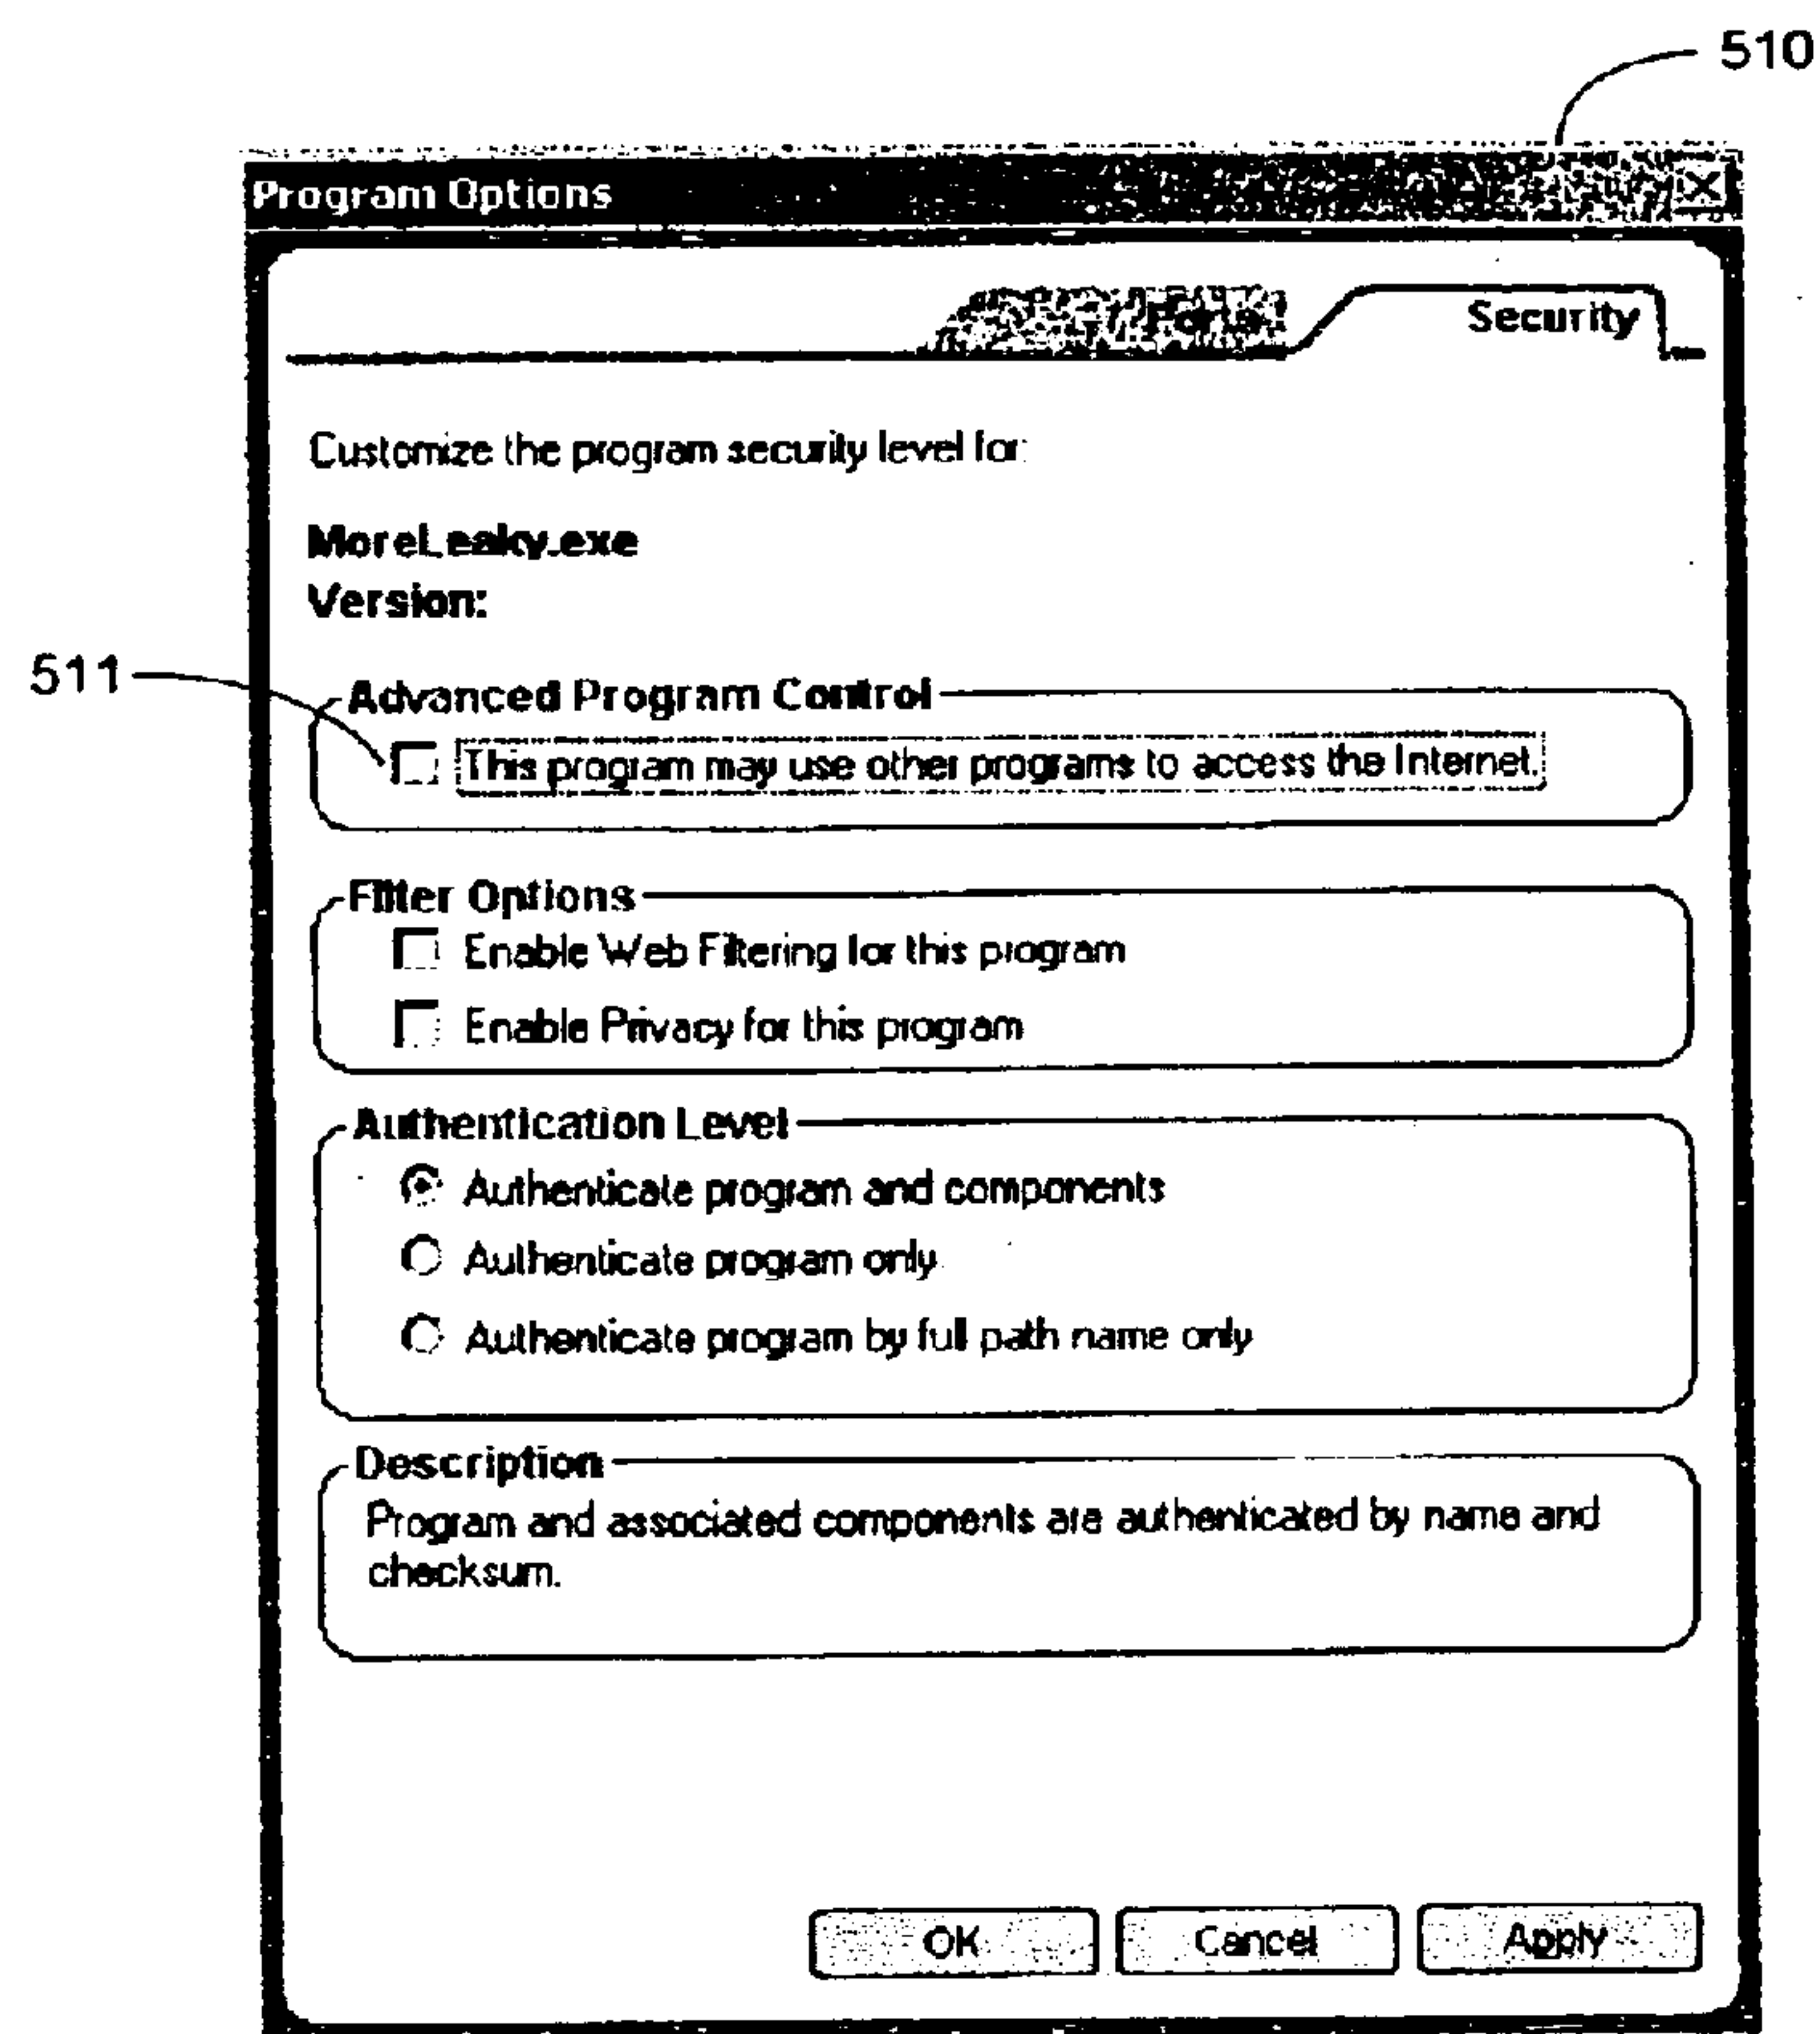 510
Program Options
Ports
Security
Customize the program security level for:
MoreLeaky.exe
Version:
511
Advanced Program Control
This program may use other programs to access the Internet.
Filter Options
Enable Web Filtering for this program
Enable Privacy for this program
Authentication Level
Authenticate program and components
Authenticate program only
Authenticate program by full path name only
Description
Program and associated components are authenticated by name and
checksum.
OK
Cancel
Apply